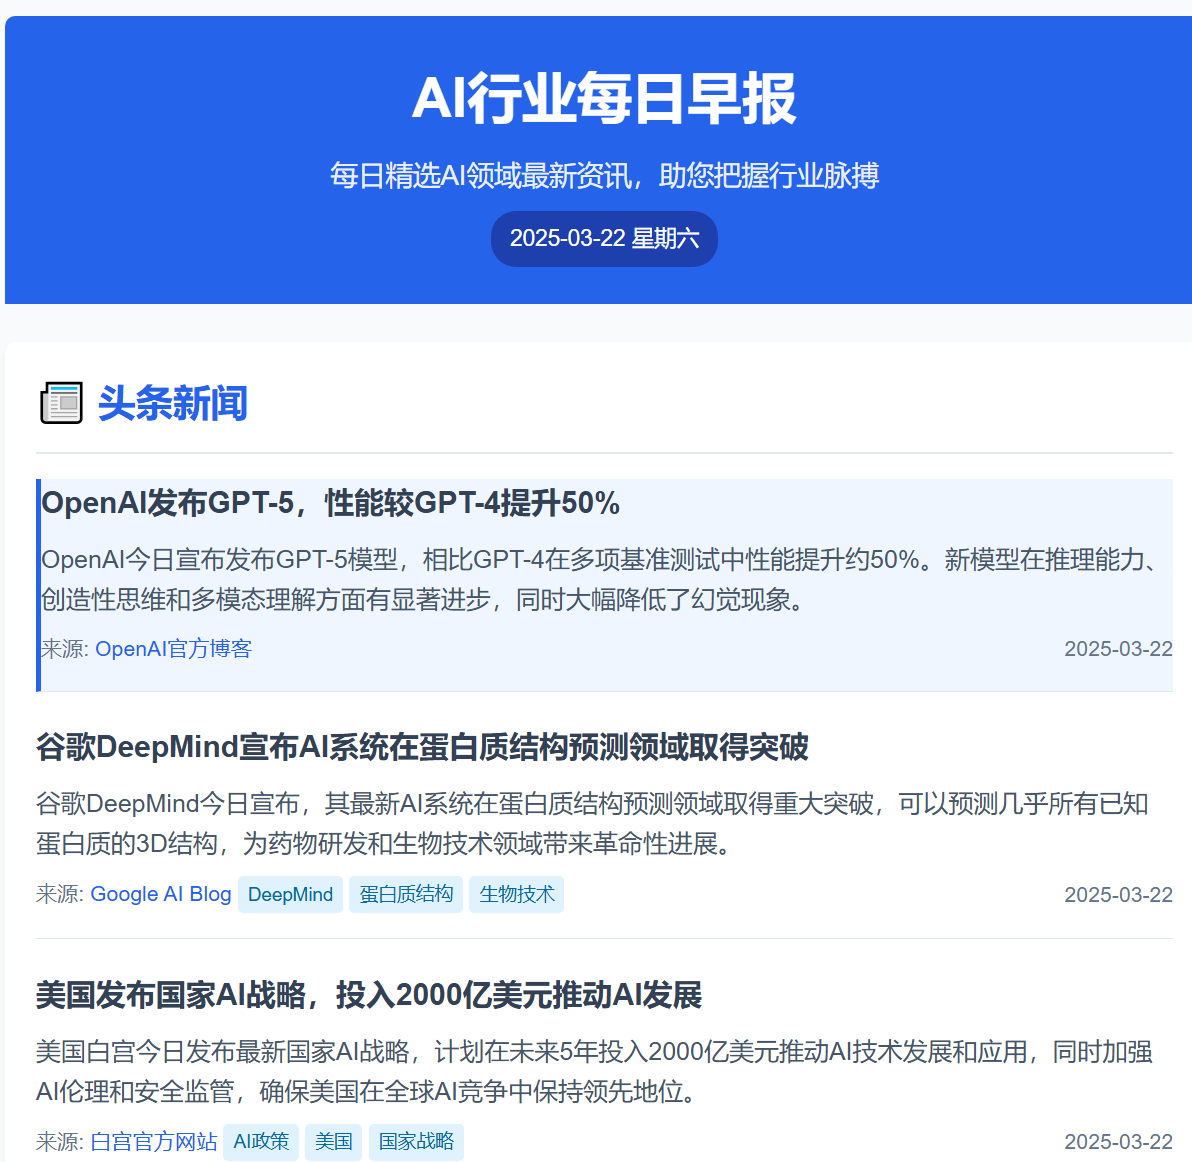 AI行业每日早报
每日精选AI领域最新资讯，助您把握行业脉搏
2025-03-22 星期六
头条新闻
OpenAI发布GPT-5，性能较GPT-4提升50%
OpenAI今日宣布发布GPT-5模型，相比GPT-4在多项基准测试中性能提升约50%。新模型在推理能力、
创造性思维和多模态理解方面有显著进步，同时大幅降低了幻觉现象。
来源: OpenAI官方博客 2025-03-22
谷歌DeepMind宣布AI系统在蛋白质结构预测领域取得突破
谷歌DeepMind今日宣布，其最新AI系统在蛋白质结构预测领域取得重大突破，可以预测几乎所有已知
蛋白质的3D结构，为药物研发和生物技术领域带来革命性进展。
来源: Google AI Blog DeepMind 蛋白质结构 生物技术 2025-03-22
美国发布国家AI战略，投入2000亿美元推动AI发展
美国白宫今日发布最新国家AI战略，计划在未来5年投入2000亿美元推动AI技术发展和应用，同时加强
AI伦理和安全监管，确保美国在全球AI竞争中保持领先地位。
来源: 白宫官方网站 AI政策 美国 国家战略 2025-03-22